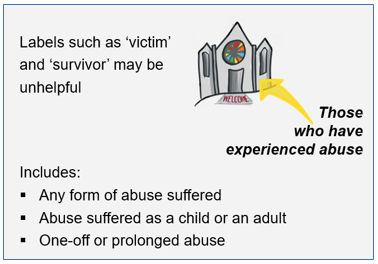 Labels such as ‘victim’
and ‘survivor’ may be
unhelpful
WELCOME
Those
who have
experienced abuse
Includes:
▪ Any form of abuse suffered
▪ Abuse suffered as a child or an adult
▪ One-off or prolonged abuse